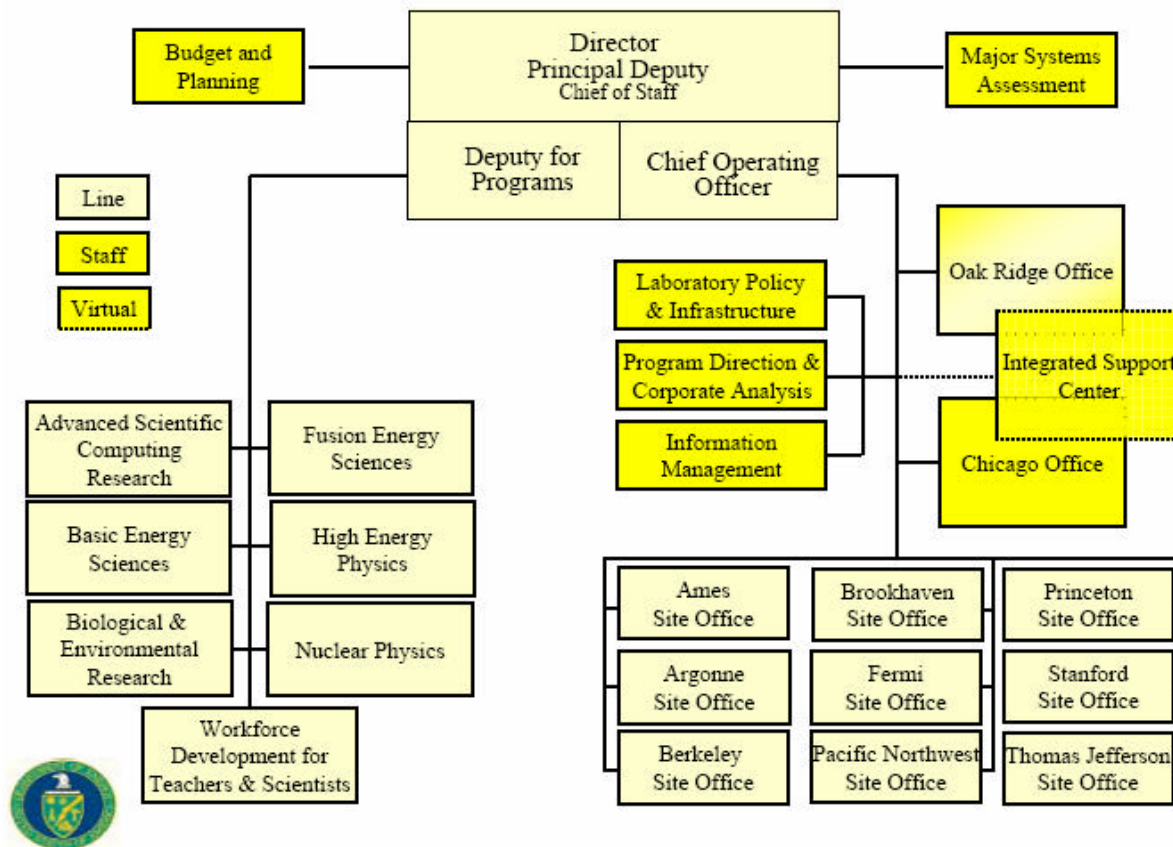 Budget and
Planning
Director
Principal Deputy
Chief of Staff
Major Systems
Assessment
Deputy for
Programs
Chief Operating
Officer
Line
Staff
Virtual
Oak Ridge Office
Laboratory Policy
& Infrastructure
Program Direction &
Corporate Analysis
Information
Management
Integrated Support
Center
Chicago Office
Advanced Scientific
Computing
Research
Fusion Energy
Sciences
Basic Energy
Sciences
High Energy
Physics
Biological &
Environmental
Research
Nuclear Physics
Workforce
Development for
Teachers & Scientists
Ames
Site Office
Brookhaven
Site Office
Princeton
Site Office
Argonne
Site Office
Fermi
Site Office
Stanford
Site Office
Berkeley
Site Office
Pacific Northwest
Site Office
Thomas Jefferson
Site Office